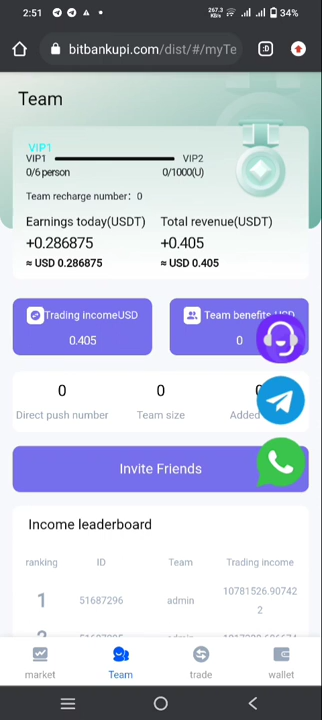 2:51
267.3
KB/s
34%
bitbankupi.com/dist/#/myTe
:D
Team
VIP1
VIP1
VIP2
0/6 person
0/1000(U)
Team recharge number: 0
Earnings today(USDT)
Total revenue(USDT)
+0.286875
+0.405
≈ USD 0.286875
≈ USD 0.405
Trading incomeUSD
0.405
Team benefits USD
0
0
0
Direct push number
Team size
Added
Invite Friends
Income leaderboard
ranking
ID
Team
Trading income
1
51687296
admin
10781526.90742
2
market
Team
trade
wallet